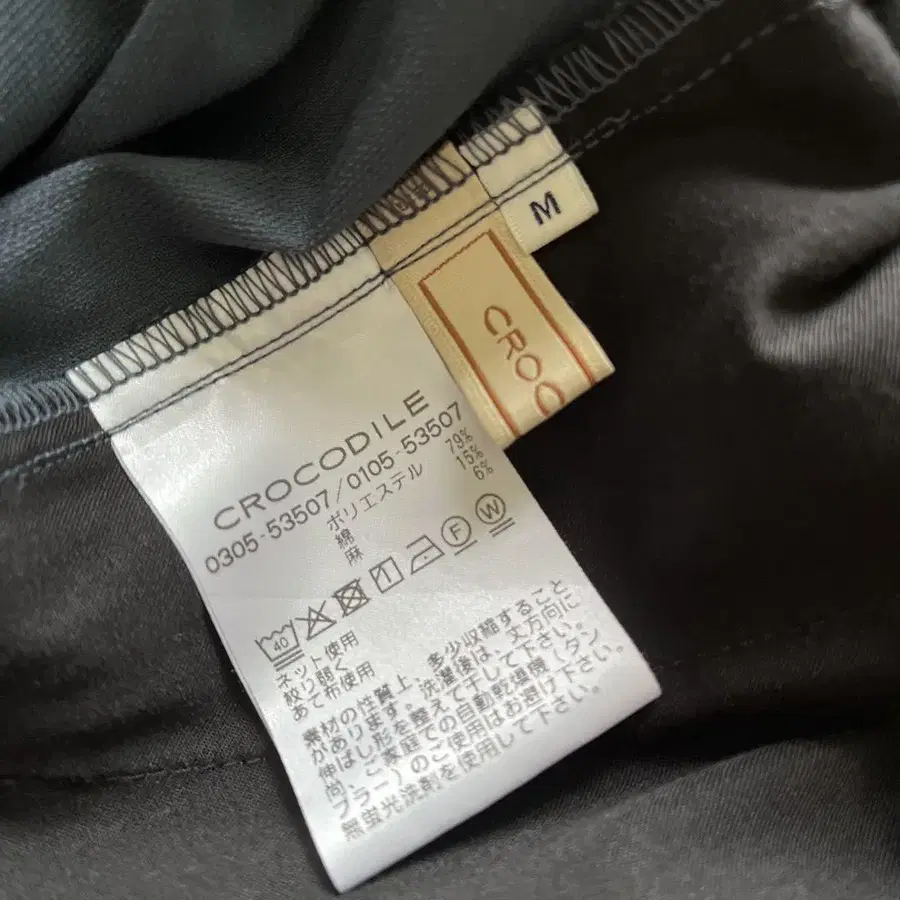 M
CROC
CROCODILE
0305-53507/0105-53507
ポリエステル 79%
綿 15%
麻 6%
40 F W
ネット使用
絞り弱く
あて布使用
素材の性質上、多少収縮すること
があります。洗濯後は、丈方向に
伸ばし形を整えて干して下さい。
尚、ご家庭での自動乾燥機（タン
ブラー）のご使用はお避け下さい。
無蛍光洗剤を使用して下さい。